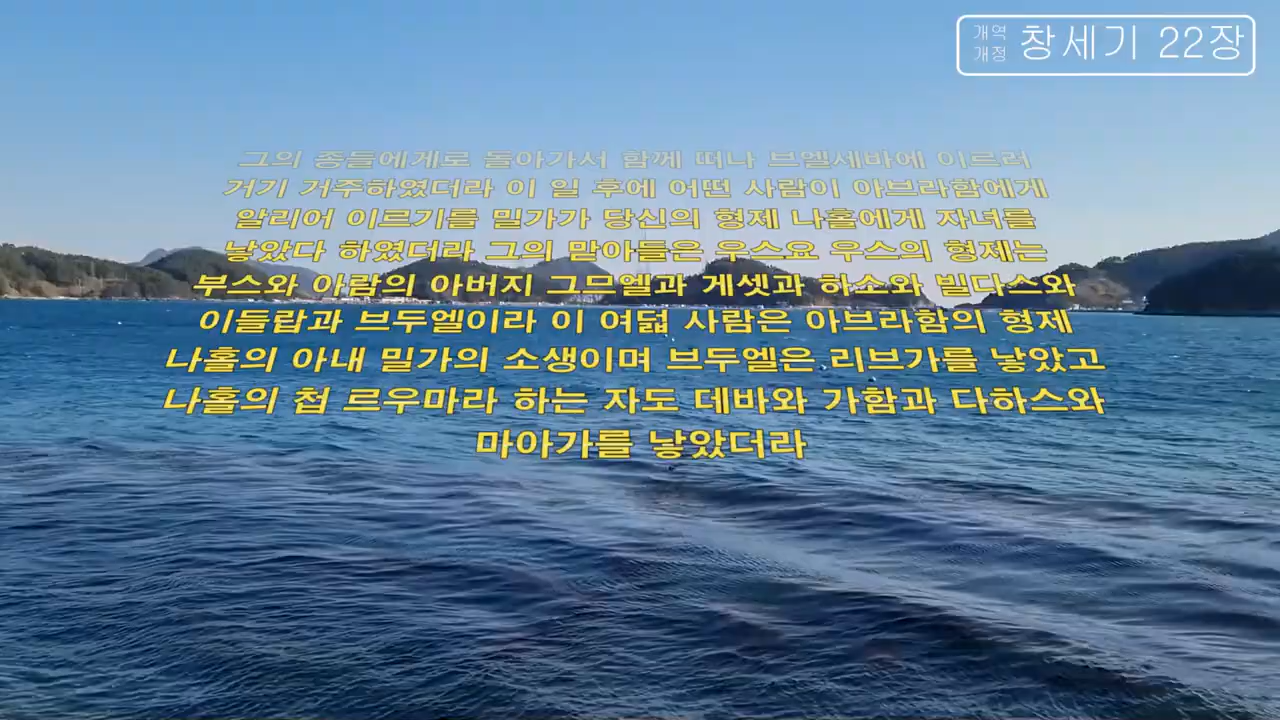 개역
개정
창세기 22장
그의 종들에게로 돌아가서 함께 떠나 브엘세바에 이르러
거기 거주하였더라 이 일 후에 어떤 사람이 아브라함에게
알리어 이르기를 밀가가 당신의 형제 나홀에게 자녀를
낳았다 하였더라 그의 맏아들은 우스요 우스의 형제는
부스와 아람의 아버지 그므엘과 게셋과 하소와 빌다스와
이들랍과 브두엘이라 이 여덟 사람은 아브라함의 형제
나홀의 아내 밀가의 소생이며 브두엘은 리브가를 낳았고
나홀의 첩 르우마라 하는 자도 데바와 가함과 다하스와
마아가를 낳았더라